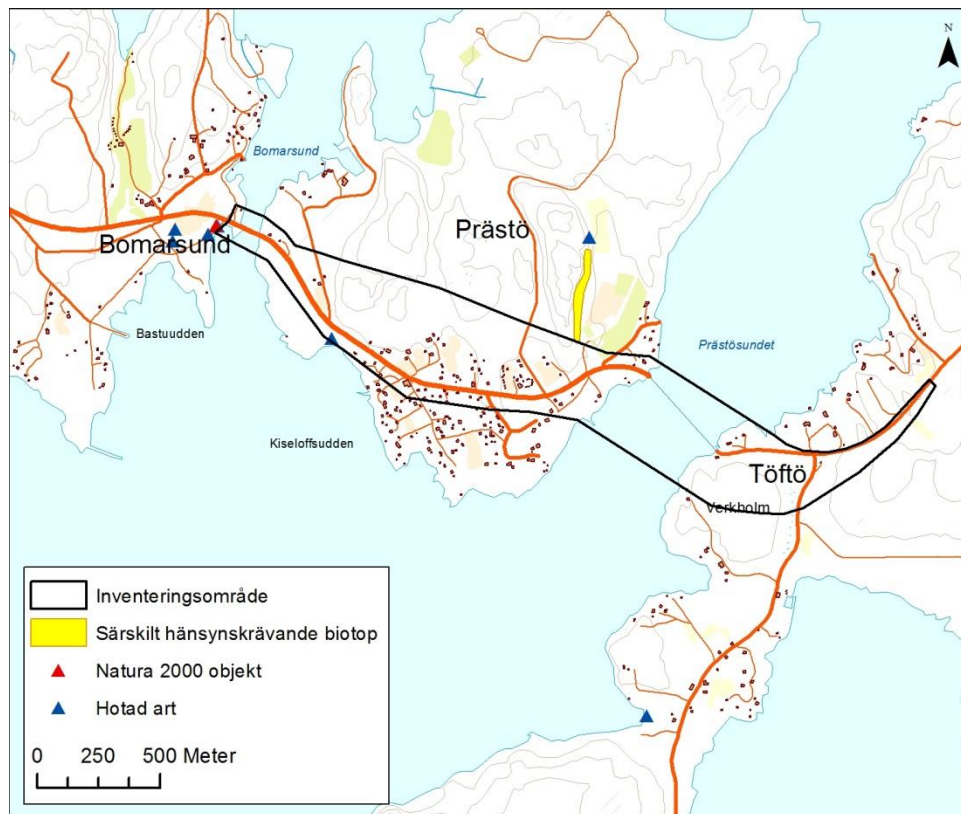 N
Bomarsund
Prästö
Bomarsund
Bastuudden
Prästösundet
Kiseloffsudden
Töftö
Verkholm
Inventeringsområde
Särskilt hänsynskrävande biotop
Natura 2000 objekt
Hotad art
0 250 500 Meter